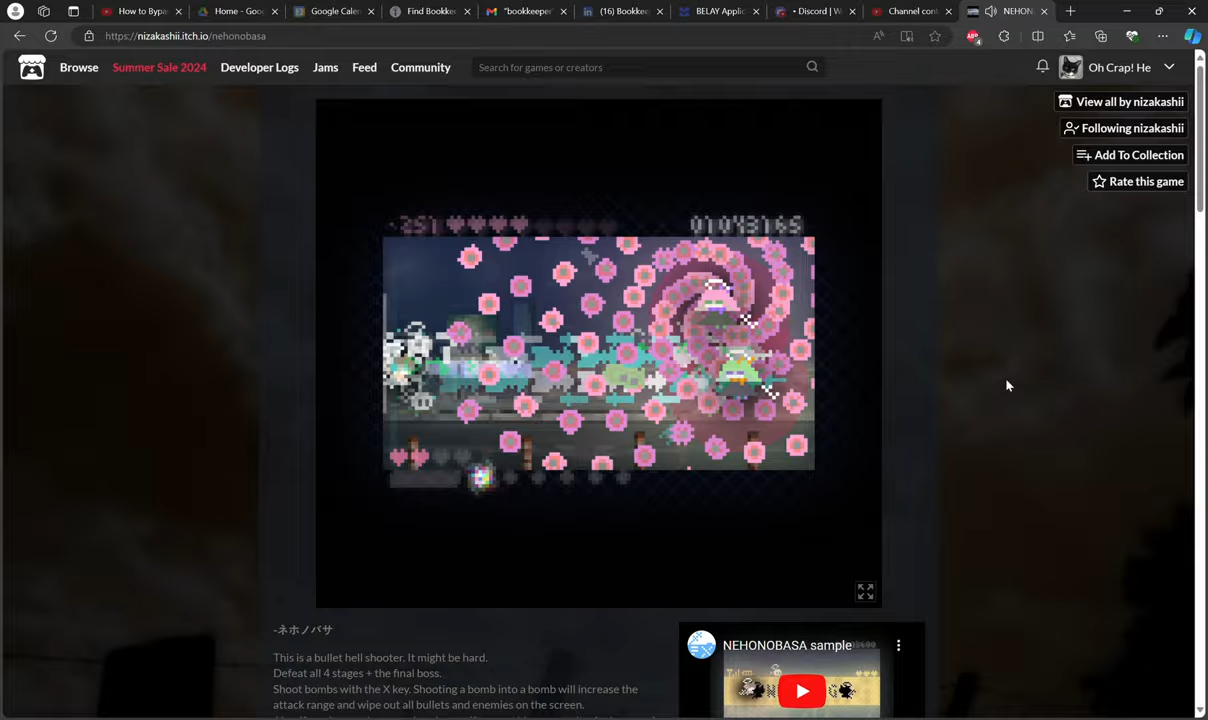 How to Bypa
Home - Goo
Google Cale
Find Bookke
"bookkeeper
(16) Bookke
BELAY Applic
• Discord | W
Channel con
NEHON
https://nizakashii.itch.io/nehonobasa
4
Browse
Summer Sale 2024
Developer Logs
Jams
Feed
Community
Search for games or creators
Oh Crap! He
View all by nizakashii
Following nizakashii
Add To Collection
Rate this game
01043165
-ネホノバサ
This is a bullet hell shooter. It might be hard.
Defeat all 4 stages + the final boss.
Shoot bombs with the X key. Shooting a bomb into a bomb will increase the
attack range and wipe out all bullets and enemies on the screen.
NEHONOBASA sample